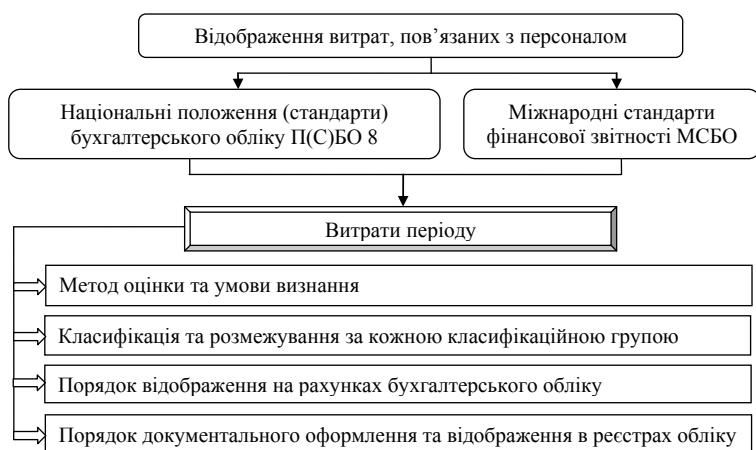 Відображення витрат, пов’язаних з персоналом
Національні положення (стандарти)
бухгалтерського обліку П(С)БО 8
Міжнародні стандарти
фінансової звітності МСБО
Витрати періоду
Метод оцінки та умови визнання
Класифікація та розмежування за кожною класифікаційною групою
Порядок відображення на рахунках бухгалтерського обліку
Порядок документального оформлення та відображення в реєстрах обліку